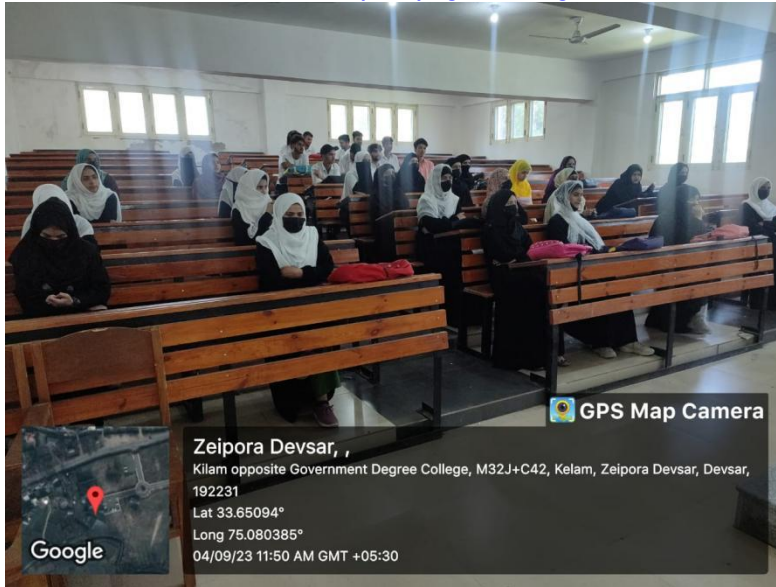 GPS Map Camera
Zeipora Devsar, ,
Kilam opposite Government Degree College, M32J+C42, Kelam, Zeipora Devsar, Devsar,
192231
Lat 33.65094°
Long 75.080385°
04/09/23 11:50 AM GMT +05:30
Google